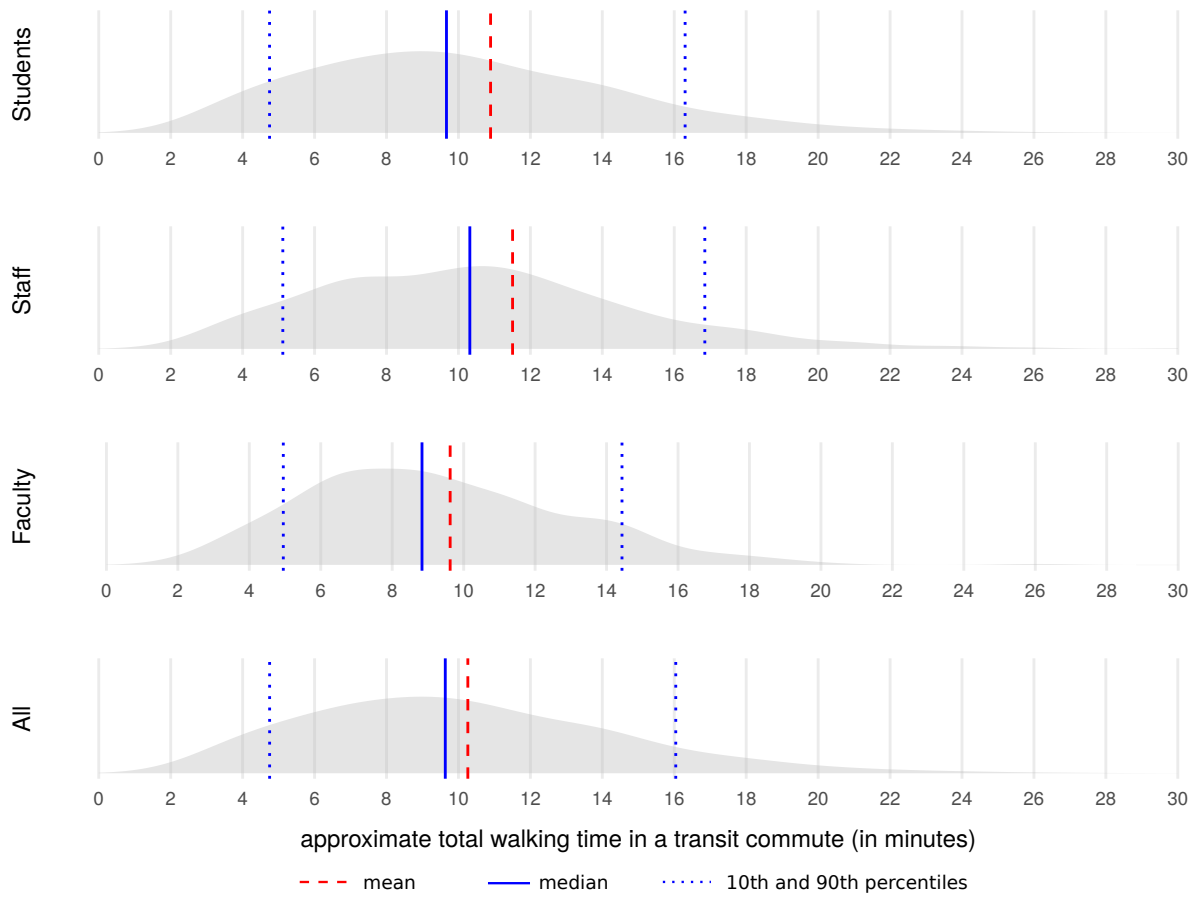 Students
0 2 4 6 8 10 12 14 16 18 20 22 24 26 28 30
Staff
0 2 4 6 8 10 12 14 16 18 20 22 24 26 28 30
Faculty
0 2 4 6 8 10 12 14 16 18 20 22 24 26 28 30
All
0 2 4 6 8 10 12 14 16 18 20 22 24 26 28 30
approximate total walking time in a transit commute (in minutes)
mean median 10th and 90th percentiles